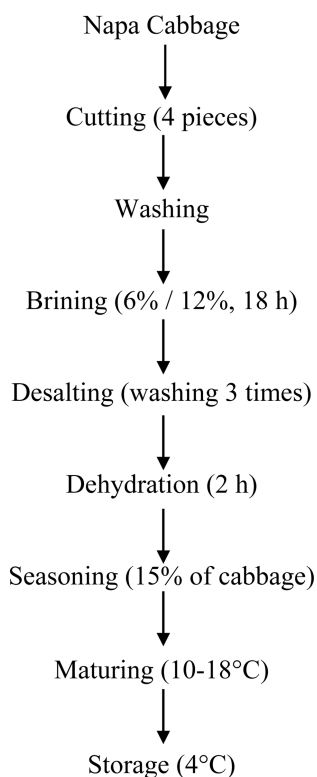 Napa Cabbage
Cutting (4 pieces)
Washing
Brining (6% / 12%, 18 h)
Desalting (washing 3 times)
Dehydration (2 h)
Seasoning (15% of cabbage)
Maturing (10-18°C)
Storage (4°C)